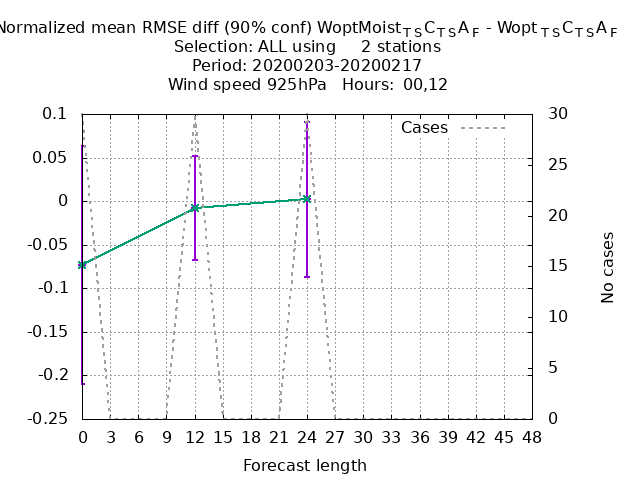 Normalized mean RMSE diff (90% conf) WoptMoist_TSC_TSA_F - Wopt_TSC_TSA_F
Selection: ALL using 2 stations
Period: 20200203-20200217
Wind speed 925hPa Hours: 00,12
Cases
0.1
0.05
0
-0.05
-0.1
-0.15
-0.2
-0.25
30
25
20
15
10
5
0
No cases
0 3 6 9 12 15 18 21 24 27 30 33 36 39 42 45 48
Forecast length